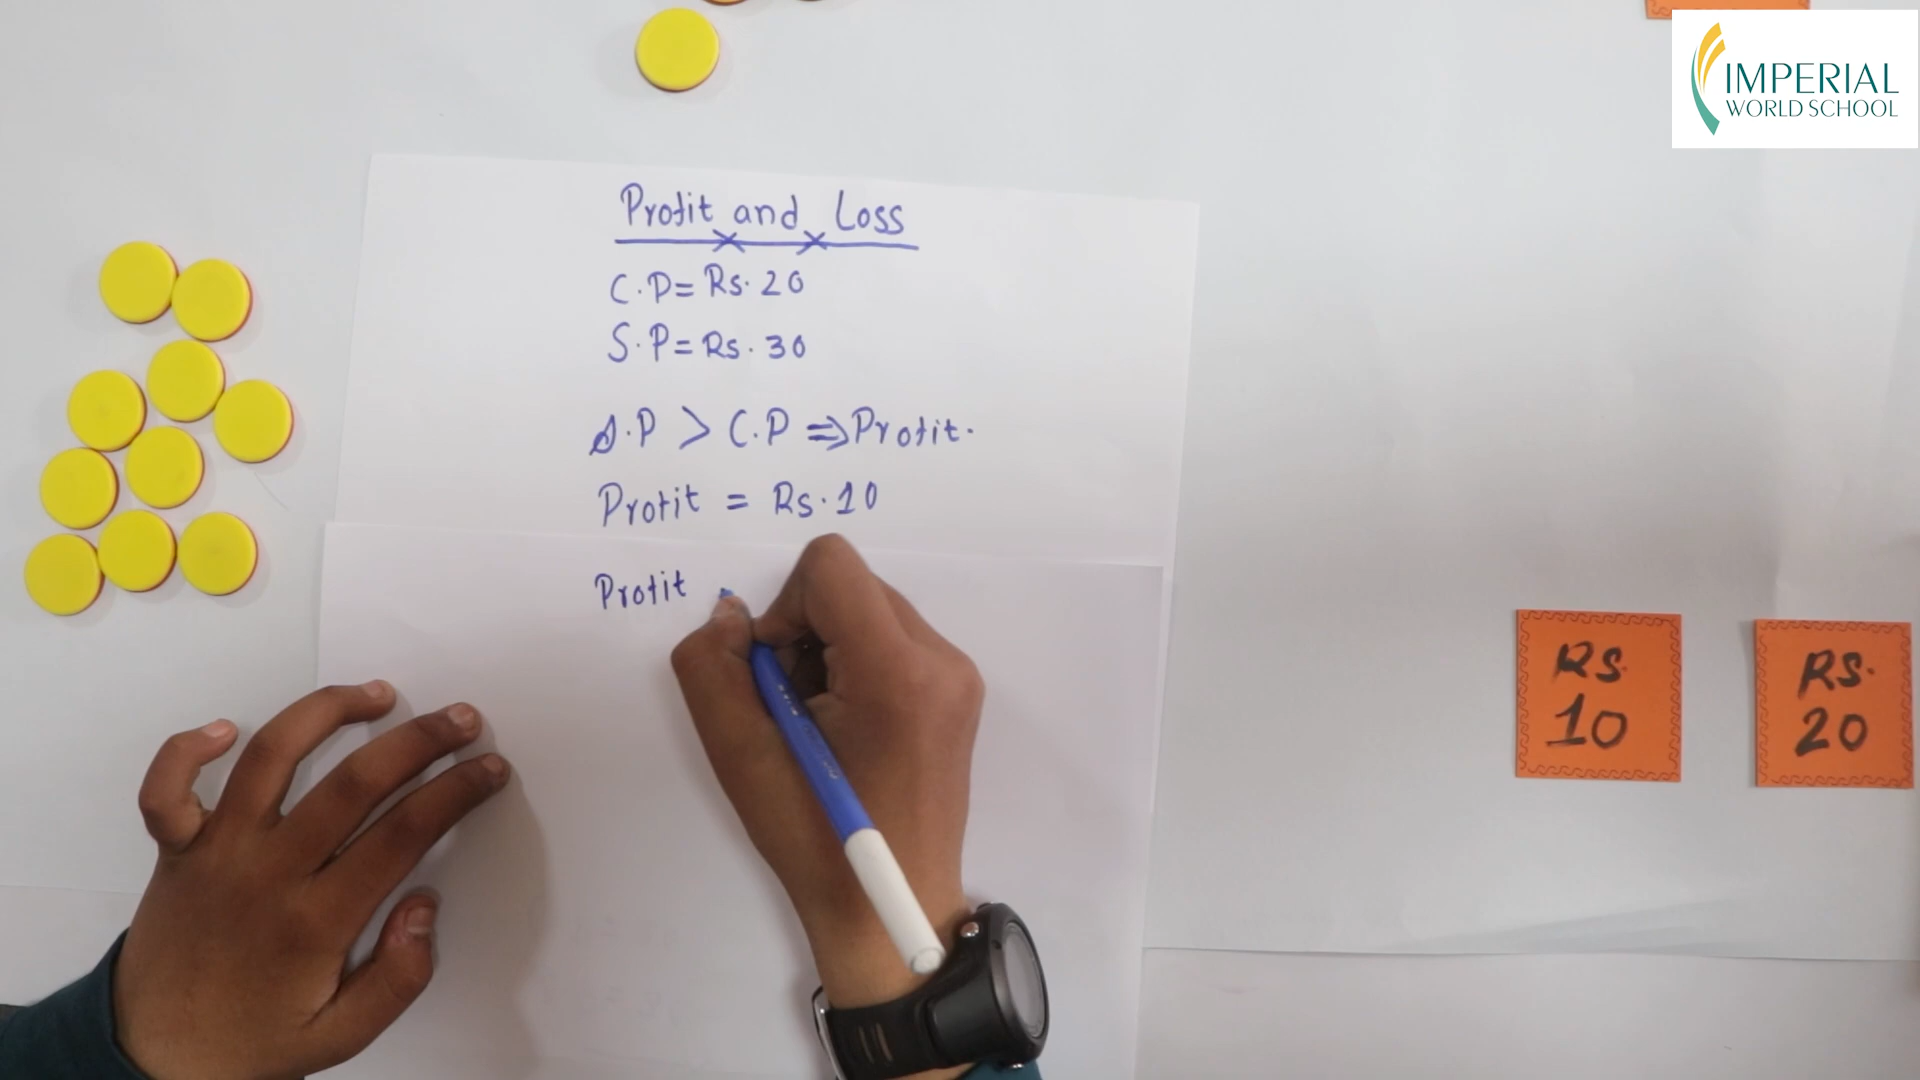 IMPERIAL
WORLD SCHOOL
Profit and Loss
C.P = Rs. 20
S.P = Rs. 30
S.P > C.P ⇒ Profit.
Profit = Rs. 10
Profit
RS.
10
RS.
20